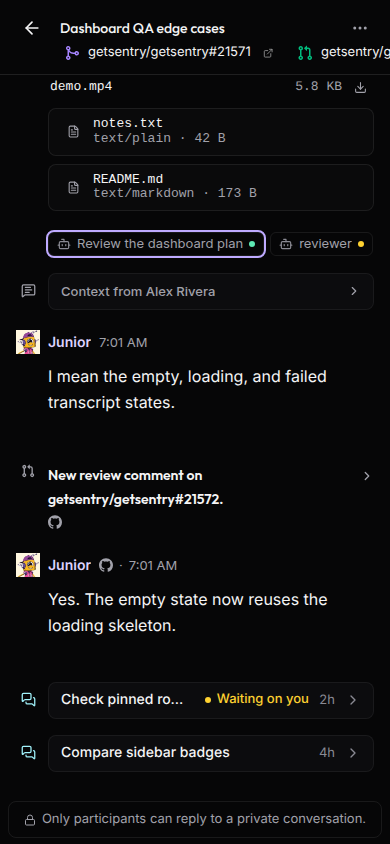 Dashboard QA edge cases
getsentry/getsentry#21571
getsentry/g
demo.mp4 5.8 KB
notes.txt
text/plain · 42 B
README.md
text/markdown · 173 B
Review the dashboard plan
reviewer
Context from Alex Rivera
Junior 7:01 AM
I mean the empty, loading, and failed
transcript states.
New review comment on
getsentry/getsentry#21572.
Junior · 7:01 AM
Yes. The empty state now reuses the
loading skeleton.
Check pinned ro... Waiting on you 2h
Compare sidebar badges 4h
Only participants can reply to a private conversation.